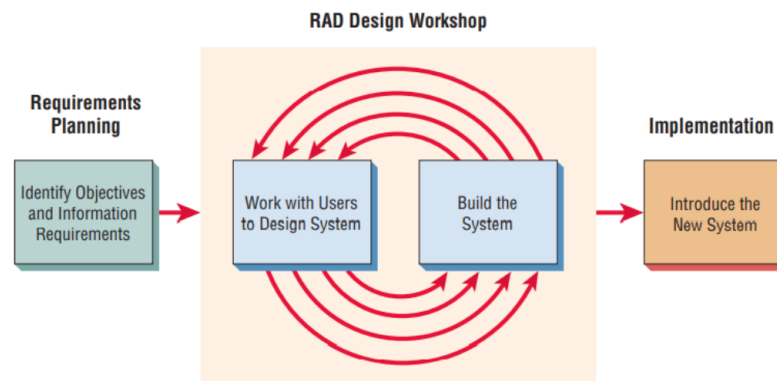 RAD Design Workshop
Requirements
Planning
Identify Objectives
and Information
Requirements
Work with Users
to Design System
Build the
System
Implementation
Introduce the
New System